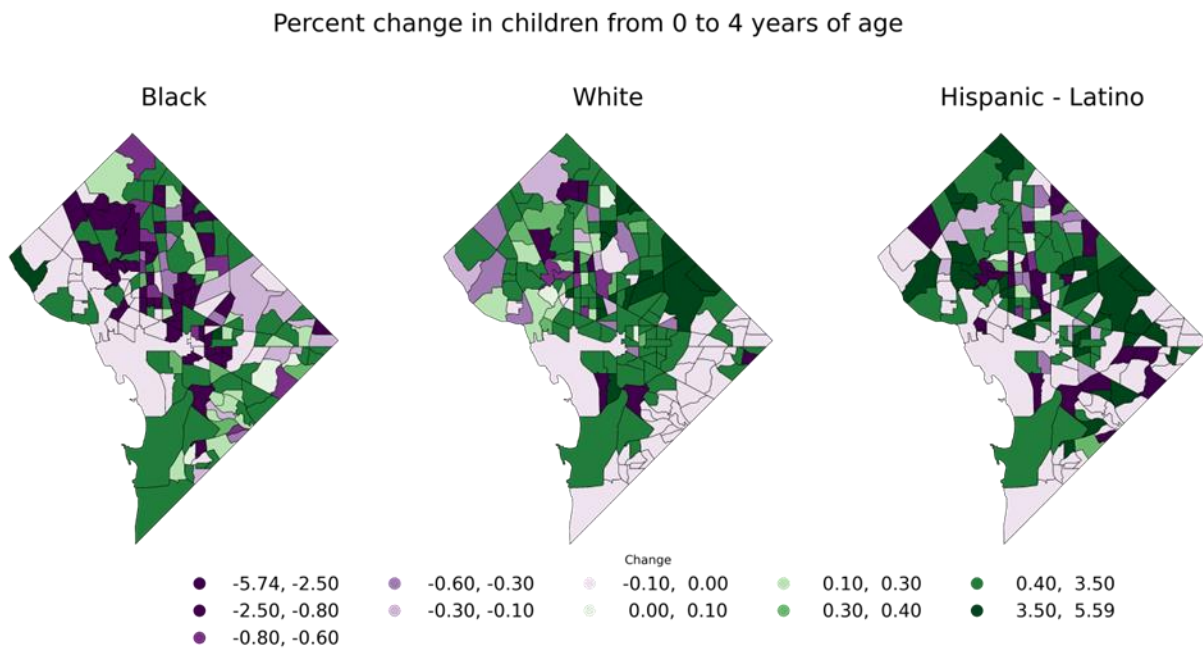 Percent change in children from 0 to 4 years of age
Black White Hispanic - Latino
Change
-5.74, -2.50 -0.60, -0.30 -0.10, 0.00 0.10, 0.30 0.40, 3.50
-2.50, -0.80 -0.30, -0.10 0.00, 0.10 0.30, 0.40 3.50, 5.59
-0.80, -0.60